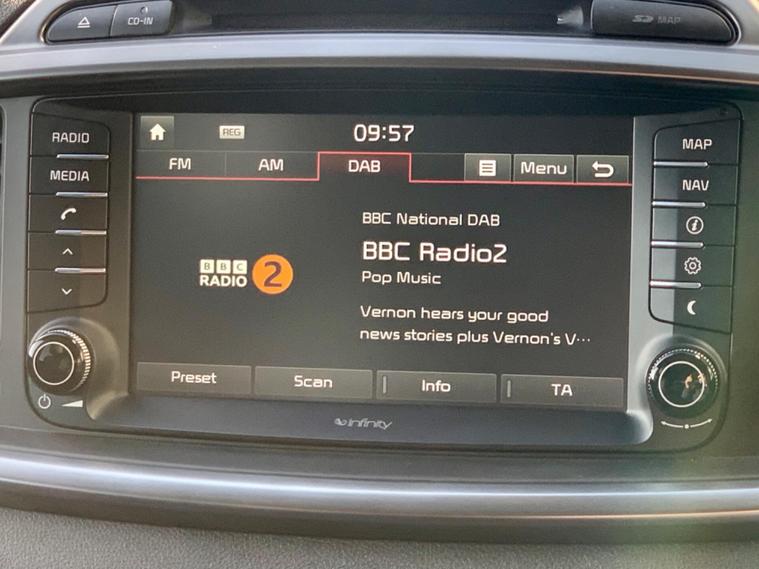 CD-IN
SD MAP
RADIO
MEDIA
REG
09:57
FM
AM
DAB
Menu
BBC National DAB
BBC Radio2
Pop Music
Vernon hears your good
news stories plus Vernon's V...
BBC
RADIO 2
Preset
Scan
Info
TA
infinity
MAP
NAV